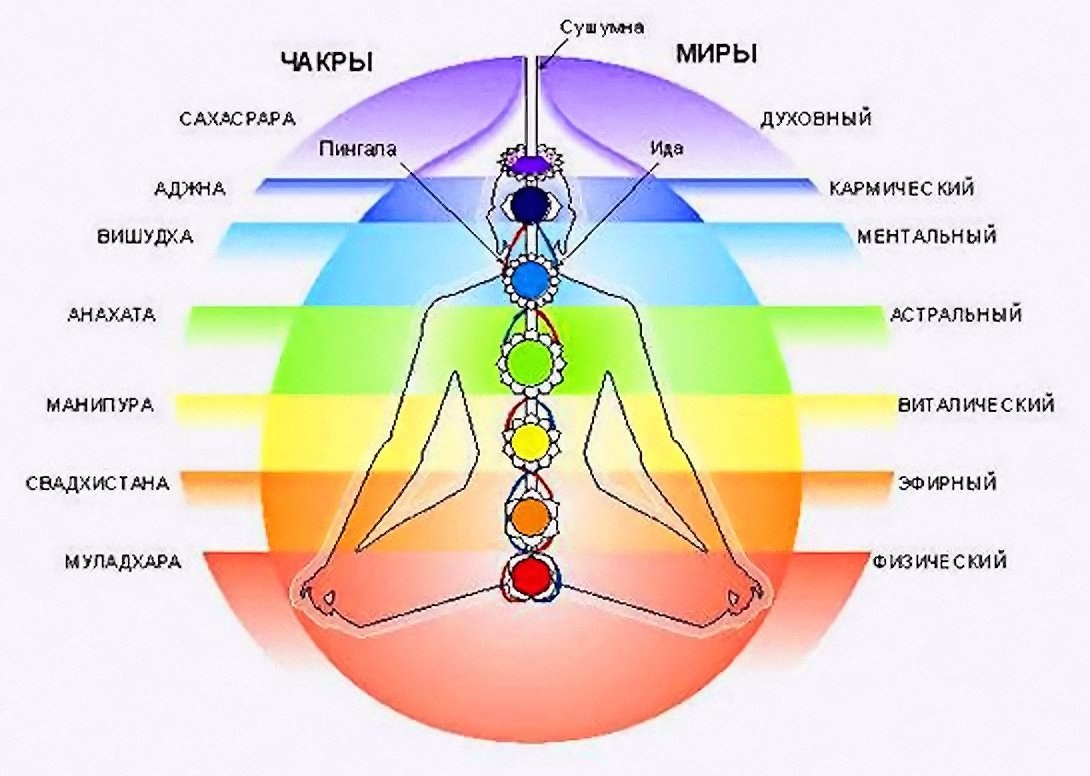 Сушумна
ЧАКРЫ
МИРЫ
САХАСРАРА
ДУХОВНЫЙ
Пингала
Ида
АДЖНА
КАРМИЧЕСКИЙ
ВИШУДХА
МЕНТАЛЬНЫЙ
АНАХАТА
АСТРАЛЬНЫЙ
МАНИПУРА
ВИТАЛИЧЕСКИЙ
СВАДХИСТАНА
ЭФИРНЫЙ
МУЛАДХАРА
ФИЗИЧЕСКИЙ